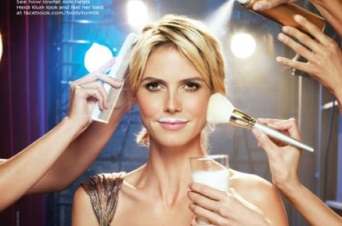 See how lowfat milk helps
Heidi Klum look and feel her best
at facebook.com/